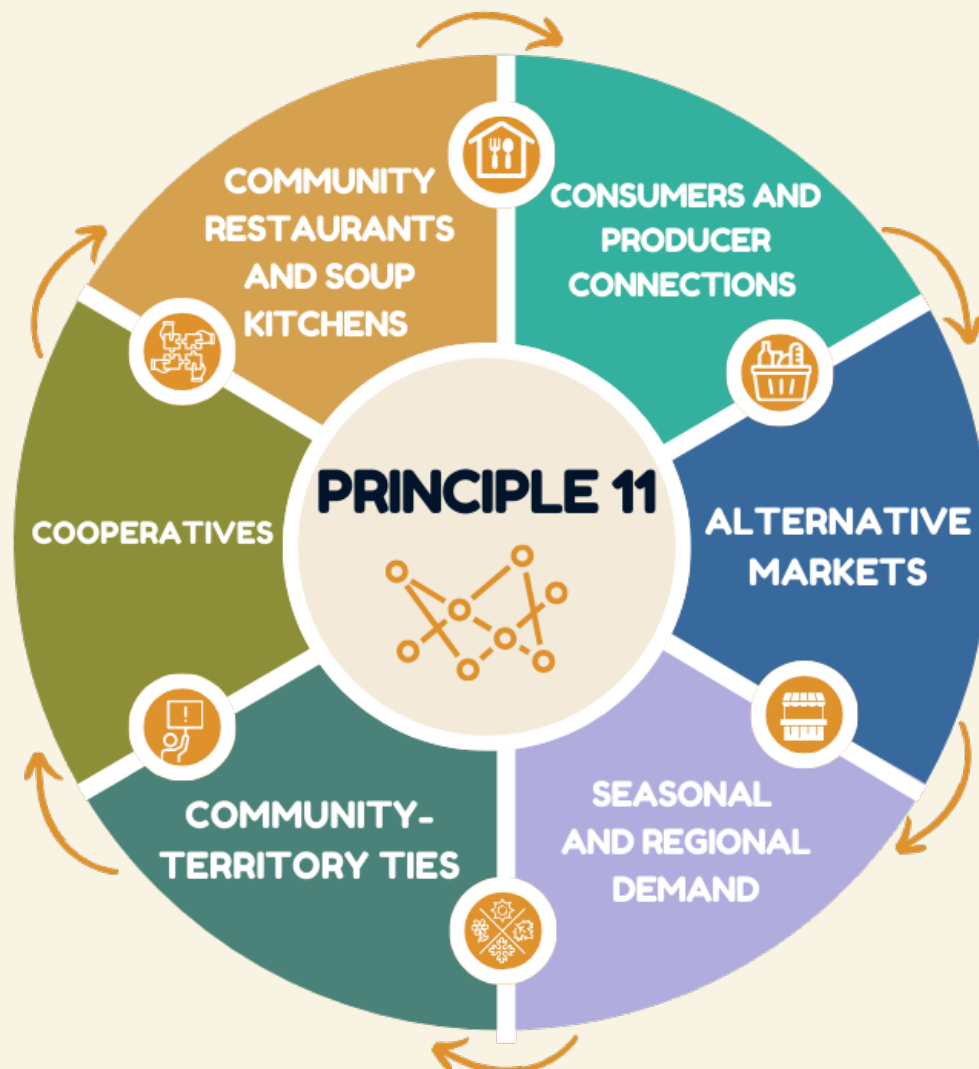 COMMUNITY
RESTAURANTS
AND SOUP
KITCHENS
CONSUMERS AND
PRODUCER
CONNECTIONS
PRINCIPLE 11
COOPERATIVES
ALTERNATIVE
MARKETS
COMMUNITY-
TERRITORY TIES
SEASONAL
AND REGIONAL
DEMAND
!